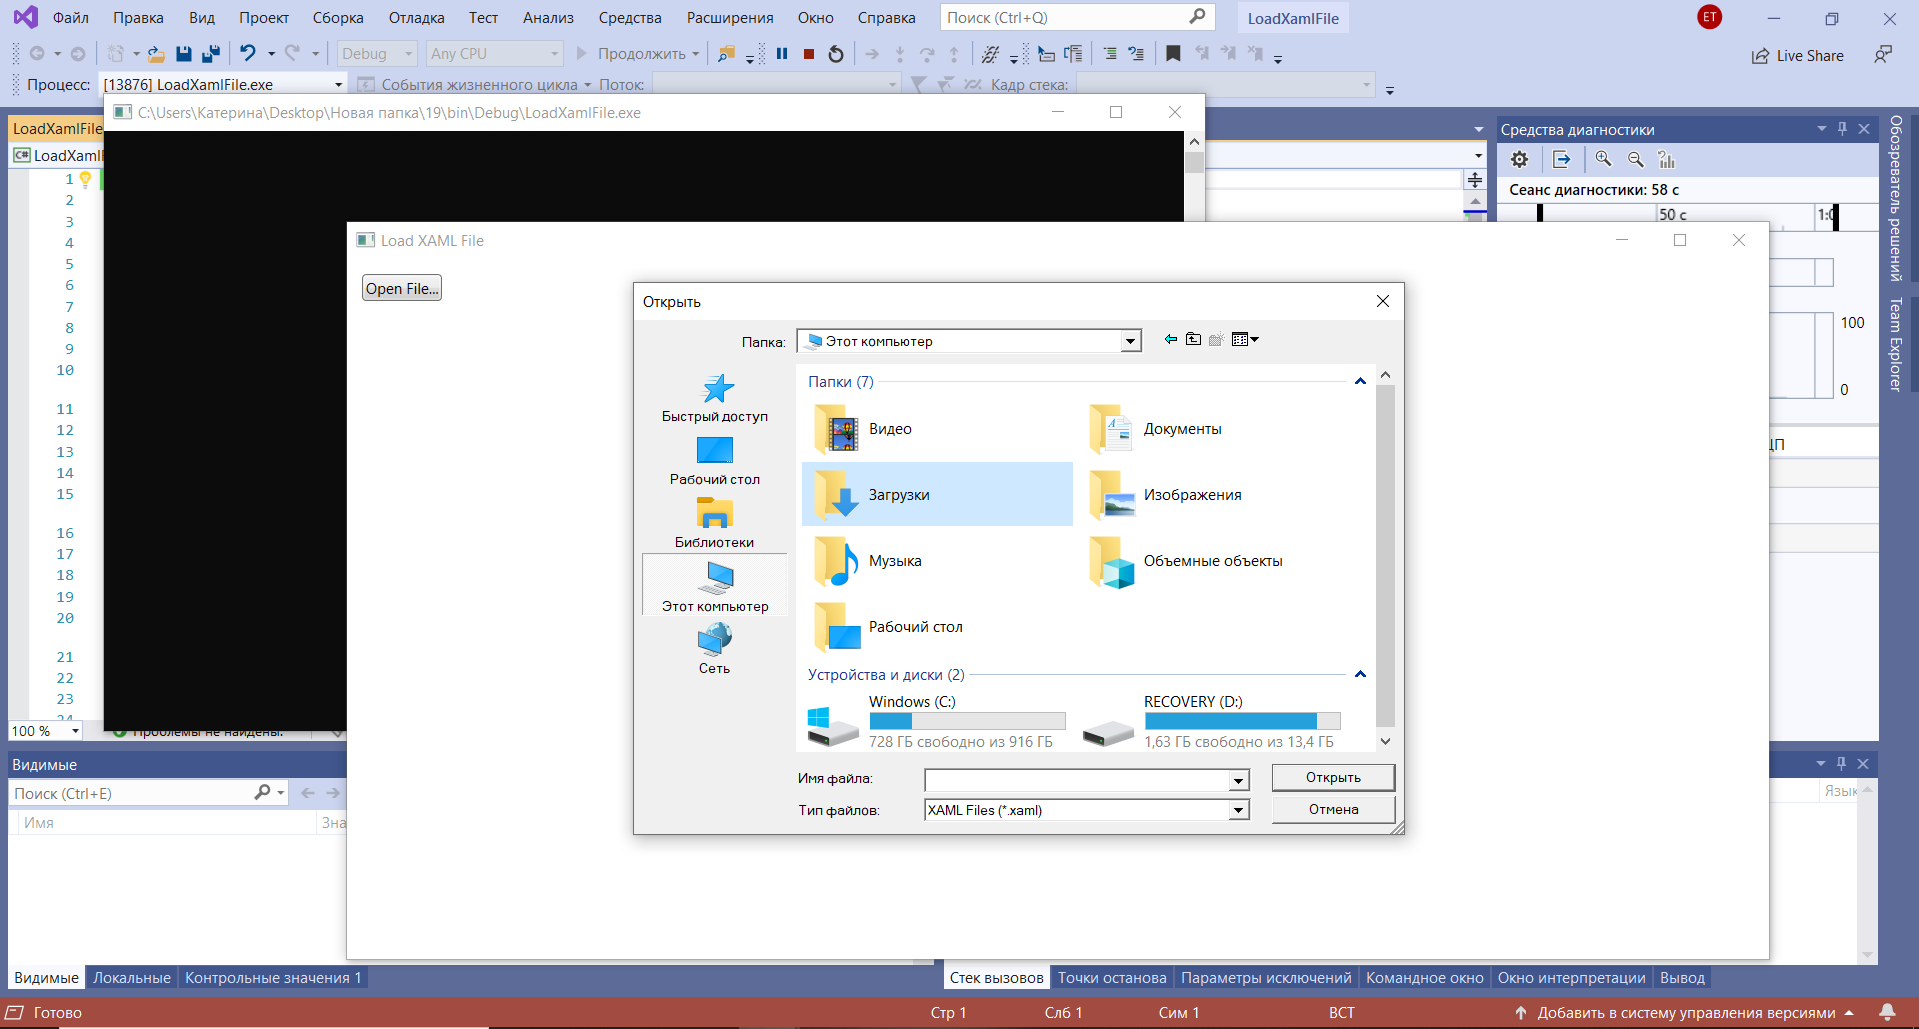 Файл Правка Вид Проект Сборка Отладка Тест Анализ Средства Расширения Окно Справка Поиск (Ctrl+Q) LoadXamlFile ET
Debug Any CPU Продолжить Live Share
Процесс: [13876] LoadXamlFile.exe События жизненного цикла Поток: Кадр стека:
C:\Users\Катерина\Desktop\Новая папка\19\bin\Debug\LoadXamlFile.exe
LoadXamlFile
C# LoadXamlF
1
2
3
4
5
6
7
8
9
10
11
12
13
14
15
16
17
18
19
20
21
22
23
24
100 % Проблемы не найдены.
Средства диагностики
Сеанс диагностики: 58 с
50 с 1:0
100
0
ЦП
Обозреватель решений
Team Explorer
Load XAML File
Open File...
Открыть
Папка: Этот компьютер
Быстрый доступ
Рабочий стол
Библиотеки
Этот компьютер
Сеть
Папки (7)
Видео Документы
Загрузки Изображения
Музыка Объемные объекты
Рабочий стол
Устройства и диски (2)
Windows (C:) RECOVERY (D:)
728 ГБ свободно из 916 ГБ 1,63 ГБ свободно из 13,4 ГБ
Имя файла: Открыть
Тип файлов: XAML Files (*.xaml) Отмена
Видимые
Поиск (Ctrl+E)
Имя Зна
Язык
Видимые Локальные Контрольные значения 1
Стек вызовов Точки останова Параметры исключений Командное окно Окно интерпретации Вывод
Готово Стр 1 Слб 1 Сим 1 ВСТ Добавить в систему управления версиями